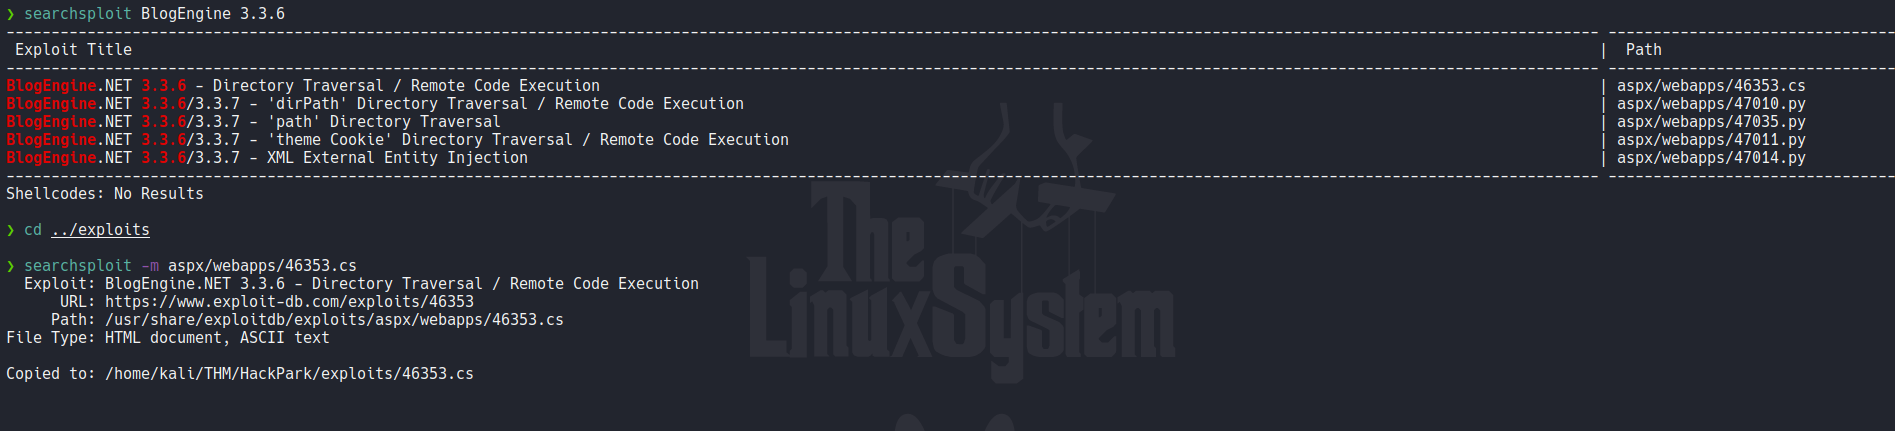 ❯ searchsploit BlogEngine 3.3.6
------------------------------------------------------------ ------------------------------
Exploit Title | Path
------------------------------------------------------------ ------------------------------
BlogEngine.NET 3.3.6 - Directory Traversal / Remote Code Execution | aspx/webapps/46353.cs
BlogEngine.NET 3.3.6/3.3.7 - 'dirPath' Directory Traversal / Remote Code Execution | aspx/webapps/47010.py
BlogEngine.NET 3.3.6/3.3.7 - 'path' Directory Traversal | aspx/webapps/47035.py
BlogEngine.NET 3.3.6/3.3.7 - 'theme Cookie' Directory Traversal / Remote Code Execution | aspx/webapps/47011.py
BlogEngine.NET 3.3.6/3.3.7 - XML External Entity Injection | aspx/webapps/47014.py
------------------------------------------------------------ ------------------------------
Shellcodes: No Results
❯ cd ../exploits
❯ searchsploit -m aspx/webapps/46353.cs
Exploit: BlogEngine.NET 3.3.6 - Directory Traversal / Remote Code Execution
URL: https://www.exploit-db.com/exploits/46353
Path: /usr/share/exploitdb/exploits/aspx/webapps/46353.cs
File Type: HTML document, ASCII text
Copied to: /home/kali/THM/HackPark/exploits/46353.cs
The
LinuxSystem